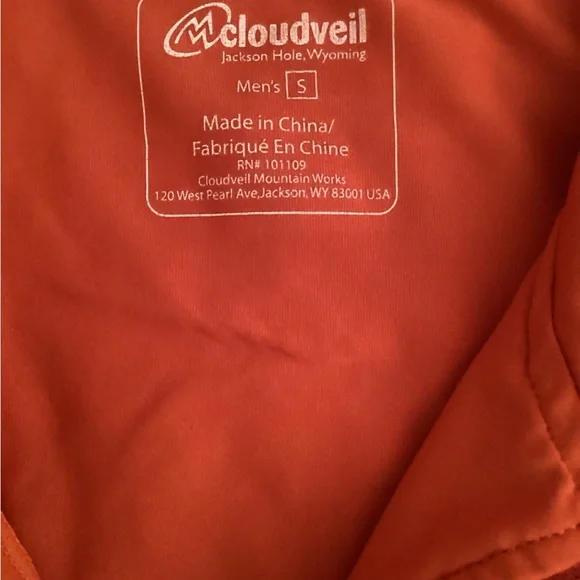 cloudveil
Jackson Hole, Wyoming
Men's S
Made in China/
Fabriqué En Chine
RN# 101109
Cloudveil Mountain Works
120 West Pearl Ave,Jackson, WY 83001 USA